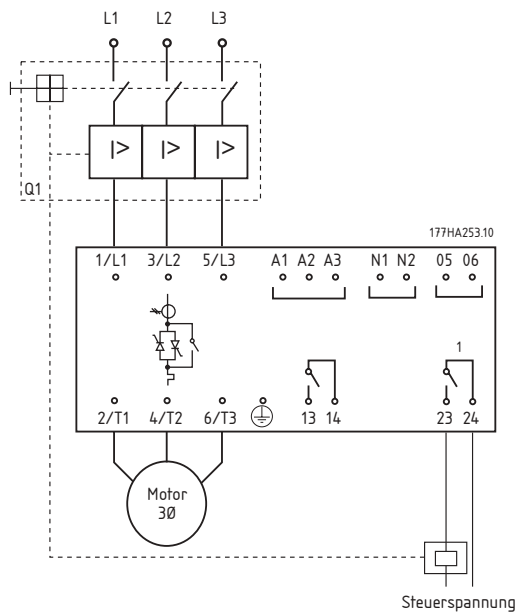 L1 L2 L3
I> I> I>
Q1
177HA253.10
1/L1 3/L2 5/L3 A1 A2 A3 N1 N2 05 06
1
2/T1 4/T2 6/T3 13 14 23 24
Motor
3Ø
Steuerspannung